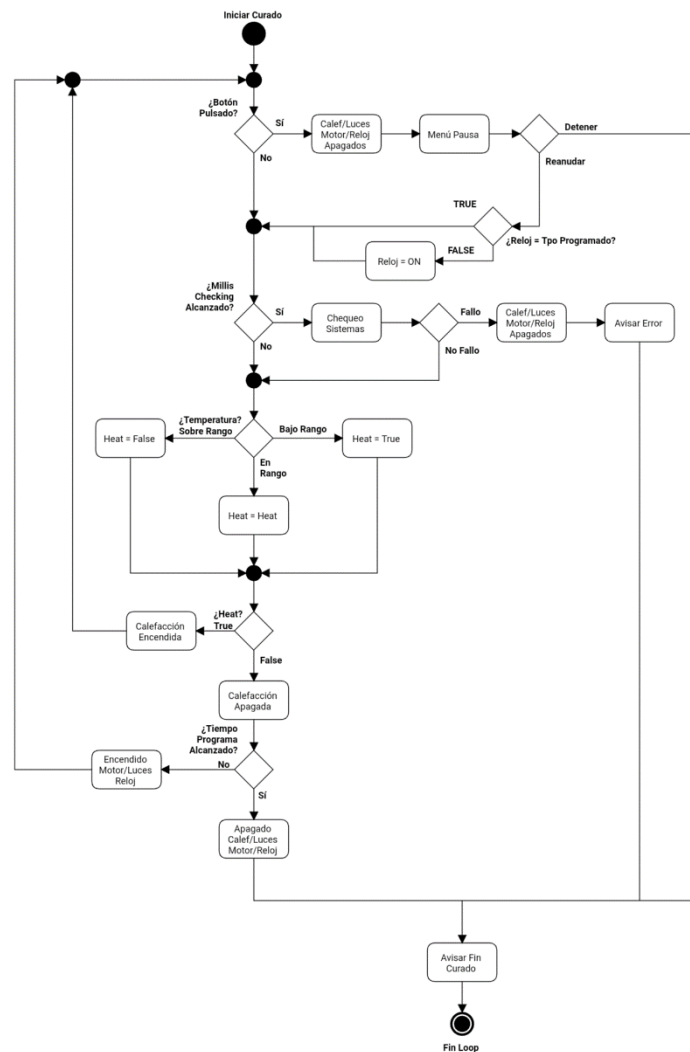 Iniciar Curado
¿Botón
Pulsado?
Sí
Calef/Luces
Motor/Reloj
Apagados
Menú Pausa
Detener
Reanudar
No
TRUE
¿Reloj = Tpo Programado?
FALSE
Reloj = ON
¿Millis
Checking
Alcanzado?
Sí
Chequeo
Sistemas
Fallo
Calef/Luces
Motor/Reloj
Apagados
Avisar Error
No
No Fallo
¿Temperatura?
Sobre Rango
Bajo Rango
Heat = False
Heat = True
En
Rango
Heat = Heat
¿Heat?
True
Calefacción
Encendida
False
Calefacción
Apagada
¿Tiempo
Programa
Alcanzado?
No
Encendido
Motor/Luces
Reloj
Sí
Apagado
Calef/Luces
Motor/Reloj
Avisar Fin
Curado
Fin Loop